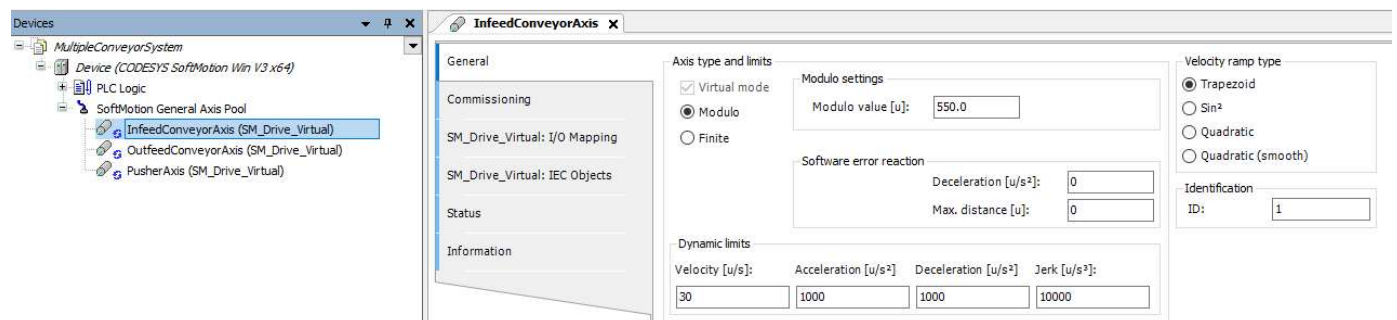 Devices
MultipleConveyorSystem
Device (CODESYS SoftMotion Win V3 x64)
PLC Logic
SoftMotion General Axis Pool
InfeedConveyorAxis (SM_Drive_Virtual)
OutfeedConveyorAxis (SM_Drive_Virtual)
PusherAxis (SM_Drive_Virtual)
InfeedConveyorAxis
General
Commissioning
SM_Drive_Virtual: I/O Mapping
SM_Drive_Virtual: IEC Objects
Status
Information
Axis type and limits
Virtual mode
Modulo
Finite
Modulo settings
Modulo value [u]: 550.0
Software error reaction
Deceleration [u/s²]: 0
Max. distance [u]: 0
Dynamic limits
Velocity [u/s]: Acceleration [u/s²] Deceleration [u/s²] Jerk [u/s³]:
30 1000 1000 10000
Velocity ramp type
Trapezoid
Sin²
Quadratic
Quadratic (smooth)
Identification
ID: 1